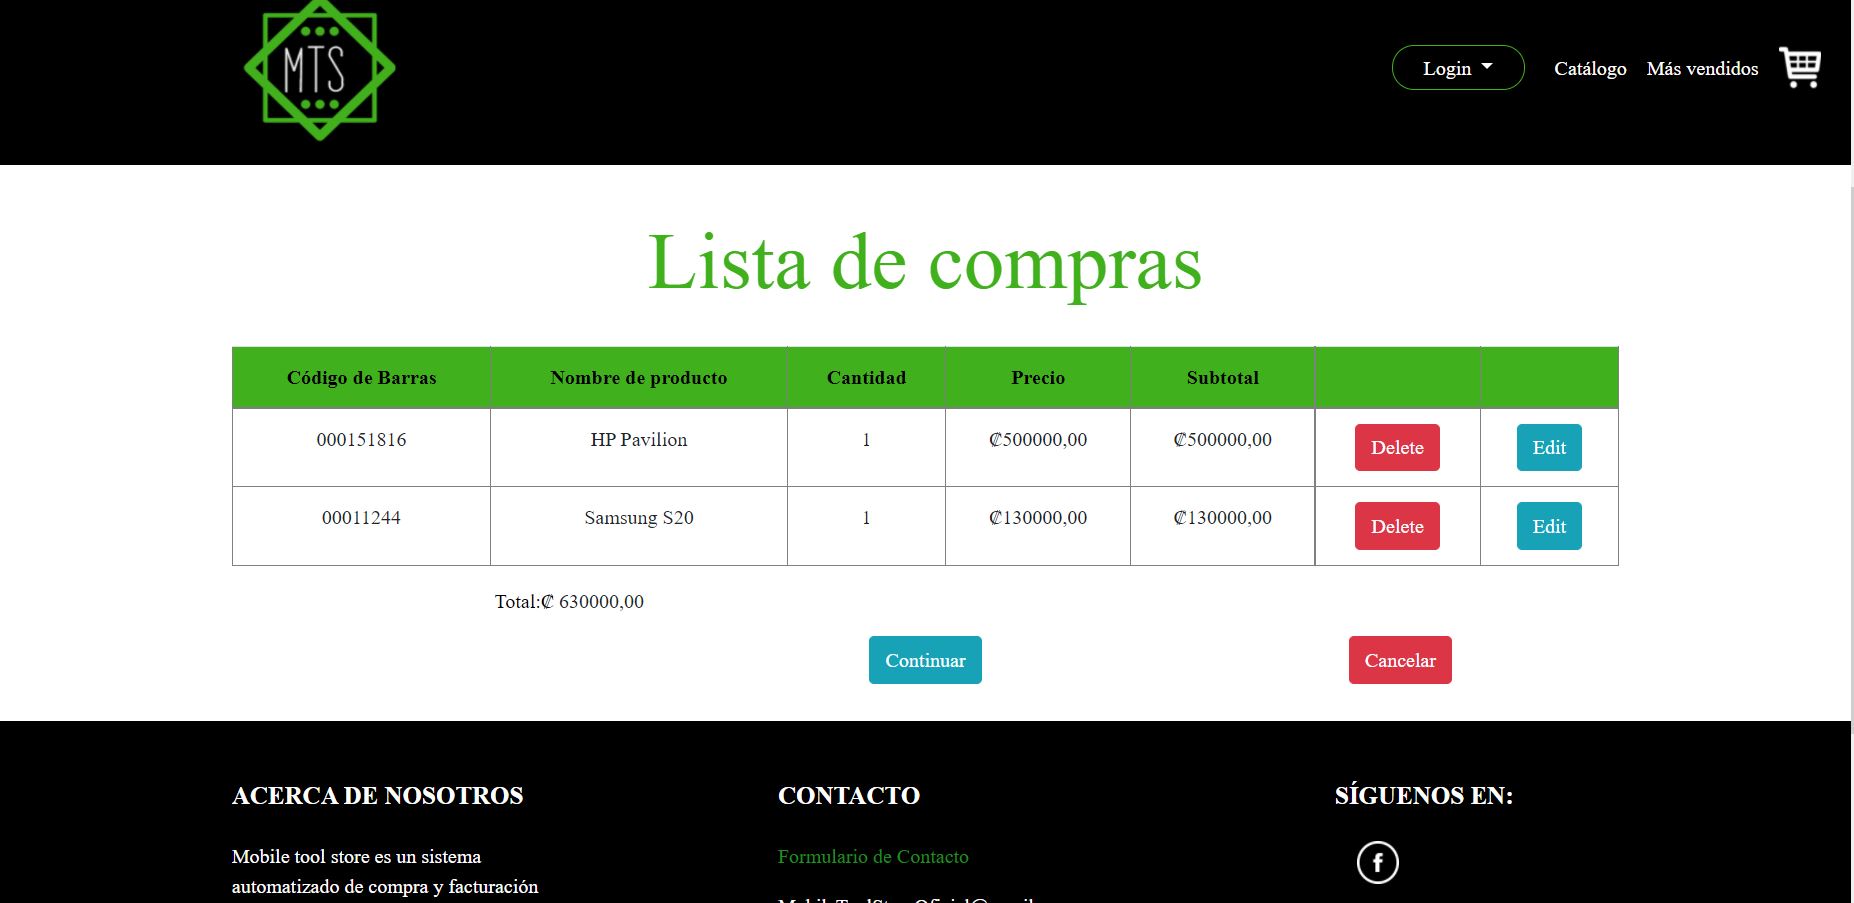 MTS
Login Catálogo Más vendidos
Lista de compras
Código de Barras Nombre de producto Cantidad Precio Subtotal
000151816 HP Pavilion 1 ₡500000,00 ₡500000,00 Delete Edit
00011244 Samsung S20 1 ₡130000,00 ₡130000,00 Delete Edit
Total:₡ 630000,00
Continuar Cancelar
ACERCA DE NOSOTROS CONTACTO SÍGUENOS EN:
Mobile tool store es un sistema Formulario de Contacto
automatizado de compra y facturación